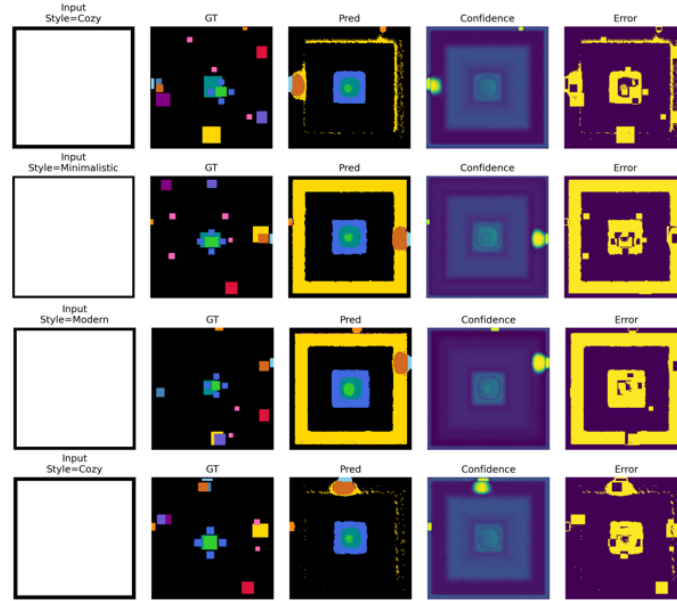 Input
Style=Cozy
GT
Pred
Confidence
Error
Input
Style=Minimalistic
GT
Pred
Confidence
Error
Input
Style=Modern
GT
Pred
Confidence
Error
Input
Style=Cozy
GT
Pred
Confidence
Error